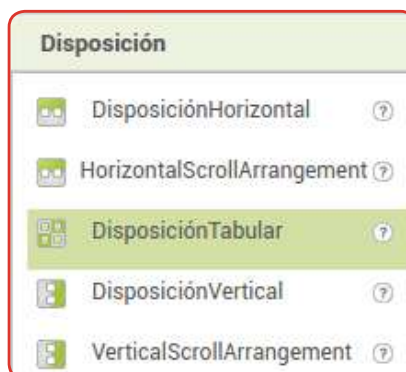 Disposición
DisposiciónHorizontal ?
HorizontalScrollArrangement ?
DisposiciónTabular ?
DisposiciónVertical ?
VerticalScrollArrangement ?